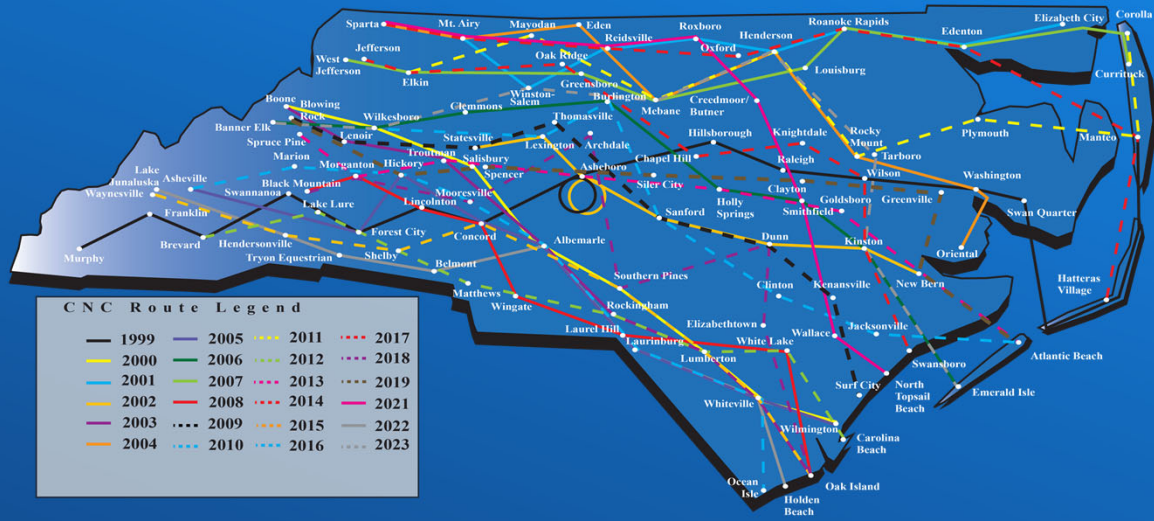 Sparta
Mt. Airy
Mayodan
Eden
Reidsville
Roxboro
Oxford
Henderson
Roanoke Rapids
Edenton
Elizabeth City
Corolla
Currituck
West
Jefferson
Jefferson
Elkin
Oak Ridge
Greensboro
Winston-
Salem
Burlington
Mebane
Louisburg
Creedmoor/
Butner
Boone
Blowing
Rock
Banner Elk
Spruce Pine
Lenoir
Wilkesboro
Clemmons
Statesville
Thomasville
Lexington
Archdale
Hillsborough
Chapel Hill
Knightdale
Raleigh
Rocky
Mount
Tarboro
Wilson
Plymouth
Manteo
Marion
Morganton
Hickory
Troutman
Salisbury
Spencer
Asheboro
Siler City
Clayton
Smithfield
Goldsboro
Greenville
Washington
Swan Quarter
Lake
Junaluska
Waynesville
Asheville
Swannanoa
Black Mountain
Lake Lure
Lincolnton
Mooresville
Holly
Springs
Sanford
Dunn
Kinston
Oriental
Franklin
Murphy
Brevard
Hendersonville
Tryon Equestrian
Forest City
Shelby
Belmont
Concord
Albemarle
Matthews
Wingate
Southern Pines
Rockingham
Laurel Hill
Laurinburg
Clinton
Kenansville
New Bern
Hatteras
Village
Elizabethtown
White Lake
Wallace
Jacksonville
Swansboro
Atlantic Beach
Emerald Isle
Lumberton
Surf City
North
Topsail
Beach
Whiteville
Wilmington
Carolina
Beach
Ocean
Isle
Holden
Beach
Oak Island
CNC Route Legend
1999 2005 2011 2017
2000 2006 2012 2018
2001 2007 2013 2019
2002 2008 2014 2021
2003 2009 2015 2022
2004 2010 2016 2023